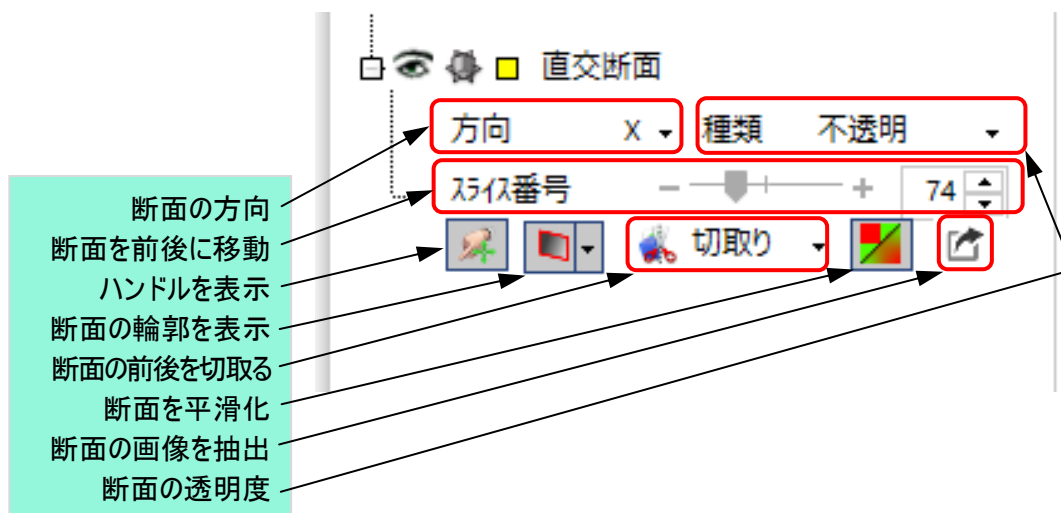 直交断面
方向 X 種類 不透明
ｽﾗｲｽ番号 74
切取り
断面の方向
断面を前後に移動
ハンドルを表示
断面の輪郭を表示
断面の前後を切取る
断面を平滑化
断面の画像を抽出
断面の透明度